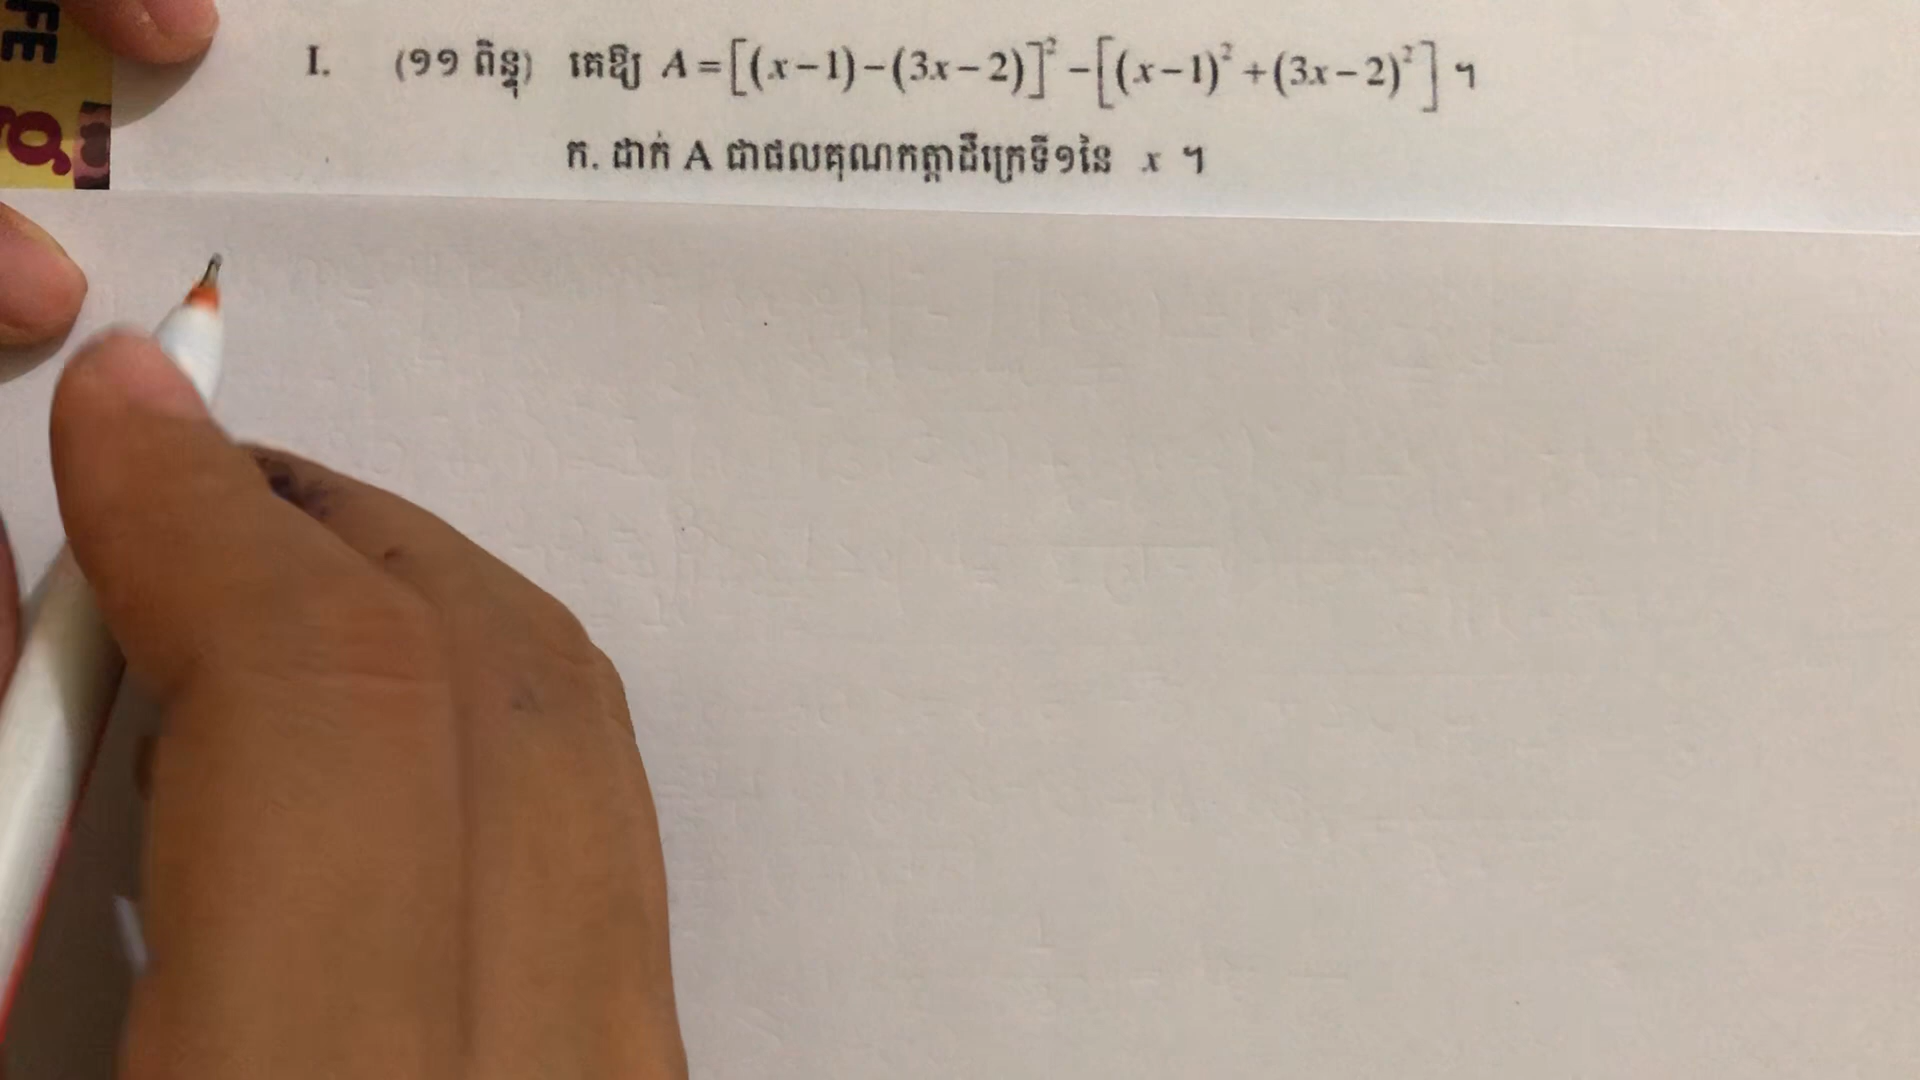 FE
I. (១១ ពិន្ទុ) គេឱ្យ A = [(x−1)−(3x−2)]² −[(x−1)² +(3x−2)²] ។
ក. ដាក់ A ជាផលគុណកត្តាដឺក្រេទី១នៃ x ។